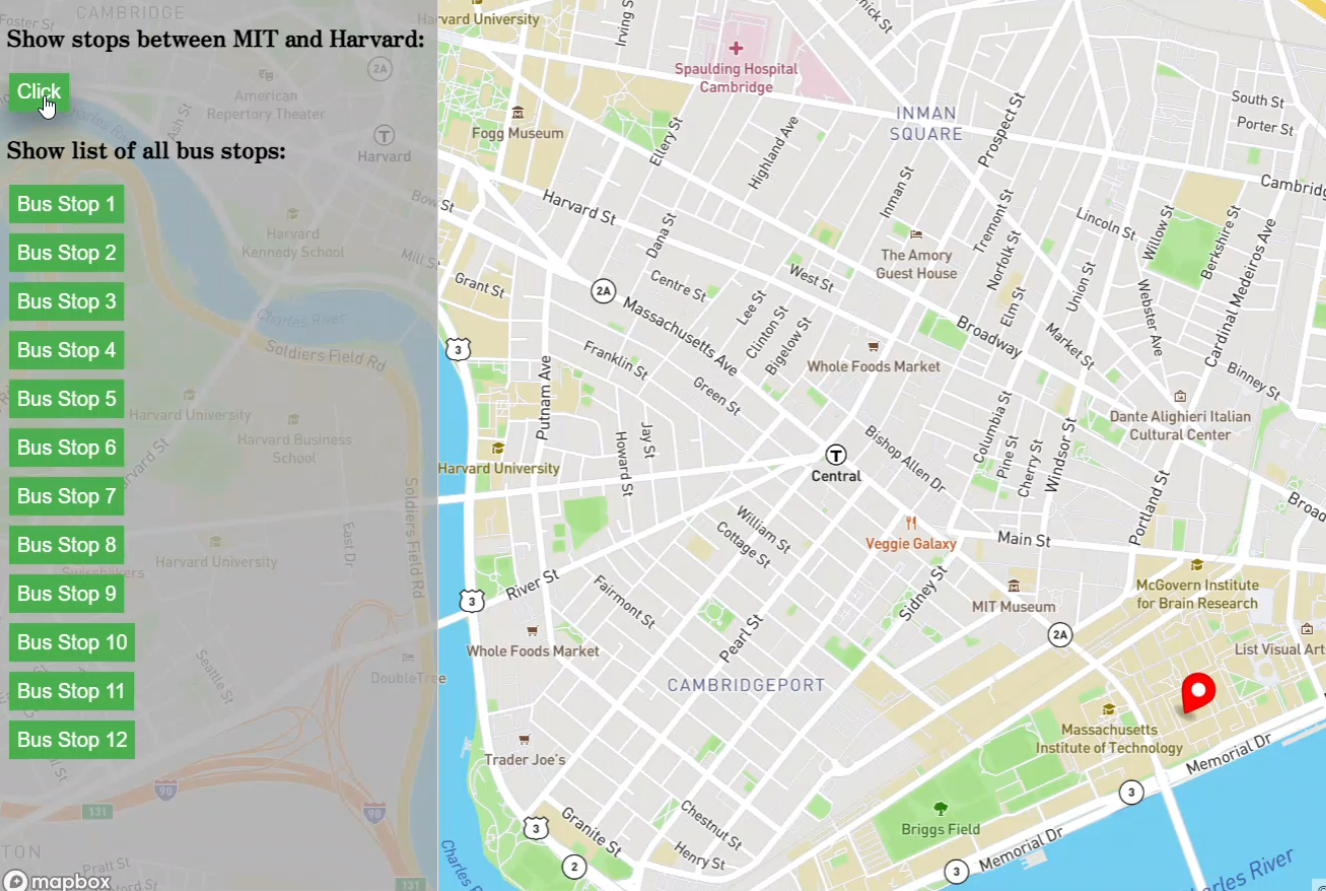 Show stops between MIT and Harvard:
Click
Show list of all bus stops:
Bus Stop 1
Bus Stop 2
Bus Stop 3
Bus Stop 4
Bus Stop 5
Bus Stop 6
Bus Stop 7
Bus Stop 8
Bus Stop 9
Bus Stop 10
Bus Stop 11
Bus Stop 12
CAMBRIDGE
Foster St
2A
American
Repertory Theater
Ash St
Charles River
T
Harvard
Harvard
Kennedy School
Bow St
Mill St
Charles River
Soldiers Field Rd
Harvard University
Harvard Business
School
Harvard St
Soldiers Field Rd
East Dr
Harvard University
Swissbäkers
Seattle St
DoubleTree
90
90
131
131
Pratt St
mapbox
Harvard University
Irving S
Spaulding Hospital
Cambridge
INMAN
SQUARE
South St
Porter St
Fogg Museum
Ellery St
Highland Ave
Prospect St
Cambridg
Harvard St
Dana St
Inman St
Tremont St
Lincoln St
Willow St
Berkshire St
The Amory
Guest House
Norfolk St
Cardinal Medeiros Ave
Grant St
2A
Centre St
West St
Lee St
Clinton St
Bigelow St
Elm St
Union St
Webster Ave
Massachusetts Ave
Broadway
Market St
3
Franklin St
Whole Foods Market
Green St
Binney St
Putnam Ave
Dante Alighieri Italian
Cultural Center
Columbia St
Jay St
Howard St
Bishop Allen Dr
Pine St
Cherry St
Windsor St
T
Central
Harvard University
Portland St
Broad
William St
Cottage St
Veggie Galaxy
Main St
River St
Fairmont St
Sidney St
McGovern Institute
for Brain Research
3
MIT Museum
2A
Whole Foods Market
Pearl St
List Visual Art
CAMBRIDGEPORT
Massachusetts
Institute of Technology
Memorial Dr
Trader Joe's
3
Briggs Field
Granite St
Chestnut St
Henry St
3
2
3
Memorial Dr
Charles R
rles River